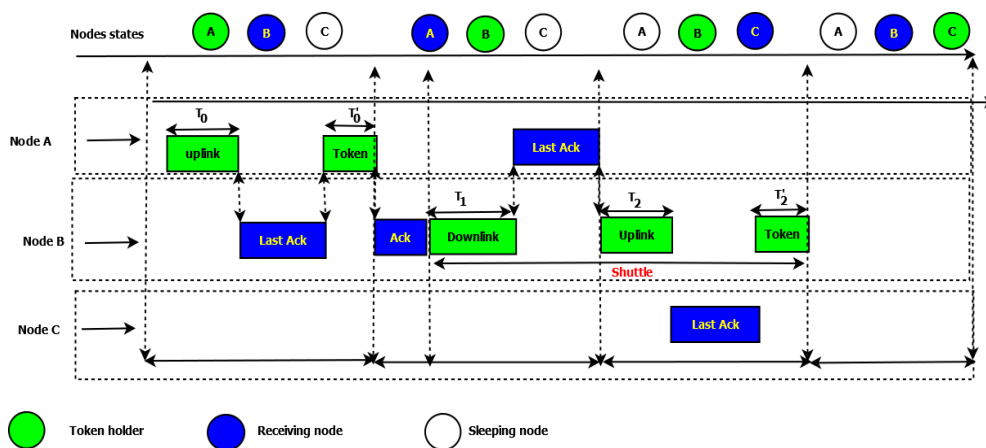 Nodes states
A B C A B C A B C A B C
T0 T'0
Node A
uplink Token Last Ack
T1 T2 T'2
Node B
Last Ack Ack Downlink Uplink Token
Shuttle
Node C
Last Ack
Token holder Receiving node Sleeping node